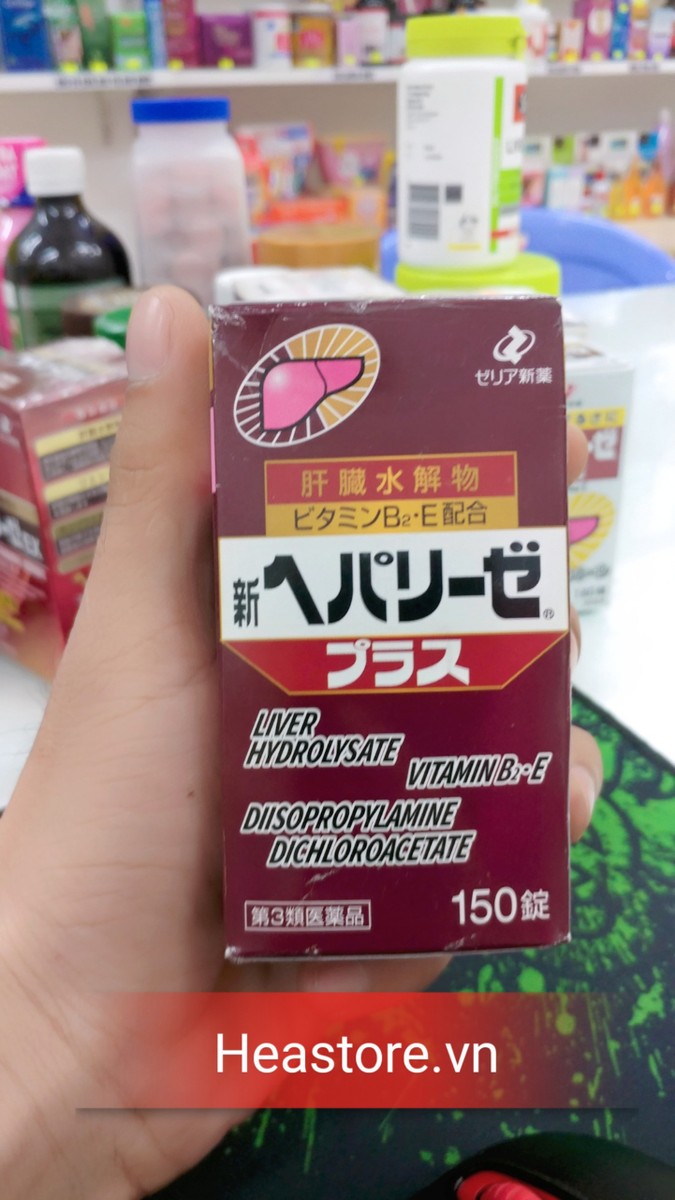 ゼリア新薬
肝臓水解物
ビタミンB2・E配合
新ヘパリーゼ®
プラス
LIVER
HYDROLYSATE
VITAMIN B2・E
DIISOPROPYLAMINE
DICHLOROACETATE
第3類医薬品
150錠
Heastore.vn